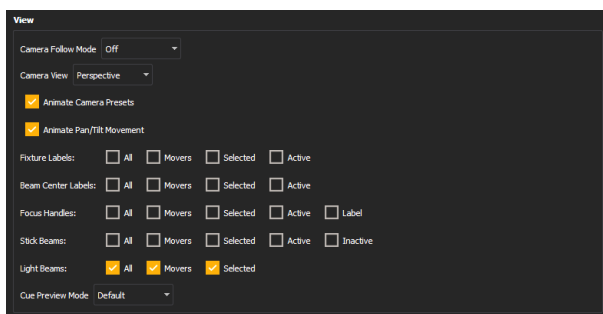 View
Camera Follow Mode Off
Camera View Perspective
Animate Camera Presets
Animate Pan/Tilt Movement
Fixture Labels: All Movers Selected Active
Beam Center Labels: All Movers Selected Active
Focus Handles: All Movers Selected Active Label
Stick Beams: All Movers Selected Active Inactive
Light Beams: All Movers Selected
Cue Preview Mode Default